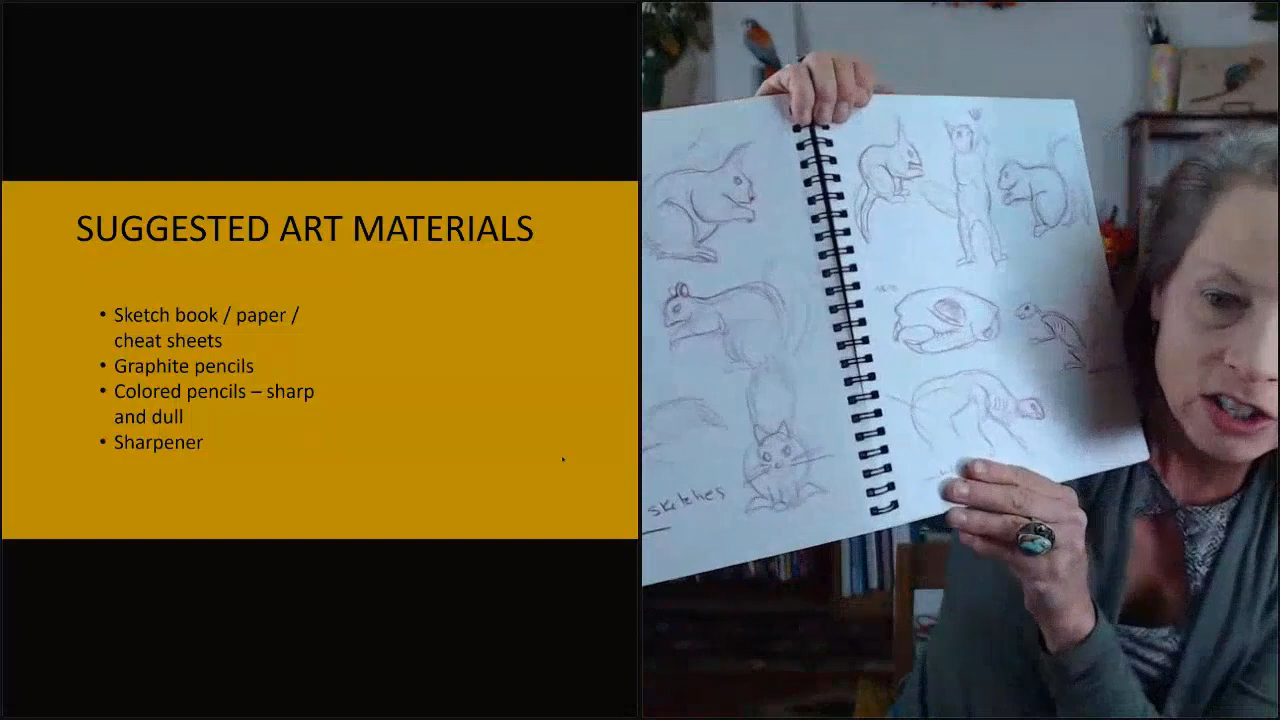 SUGGESTED ART MATERIALS
• Sketch book / paper /
cheat sheets
• Graphite pencils
• Colored pencils – sharp
and dull
• Sharpener
sketches